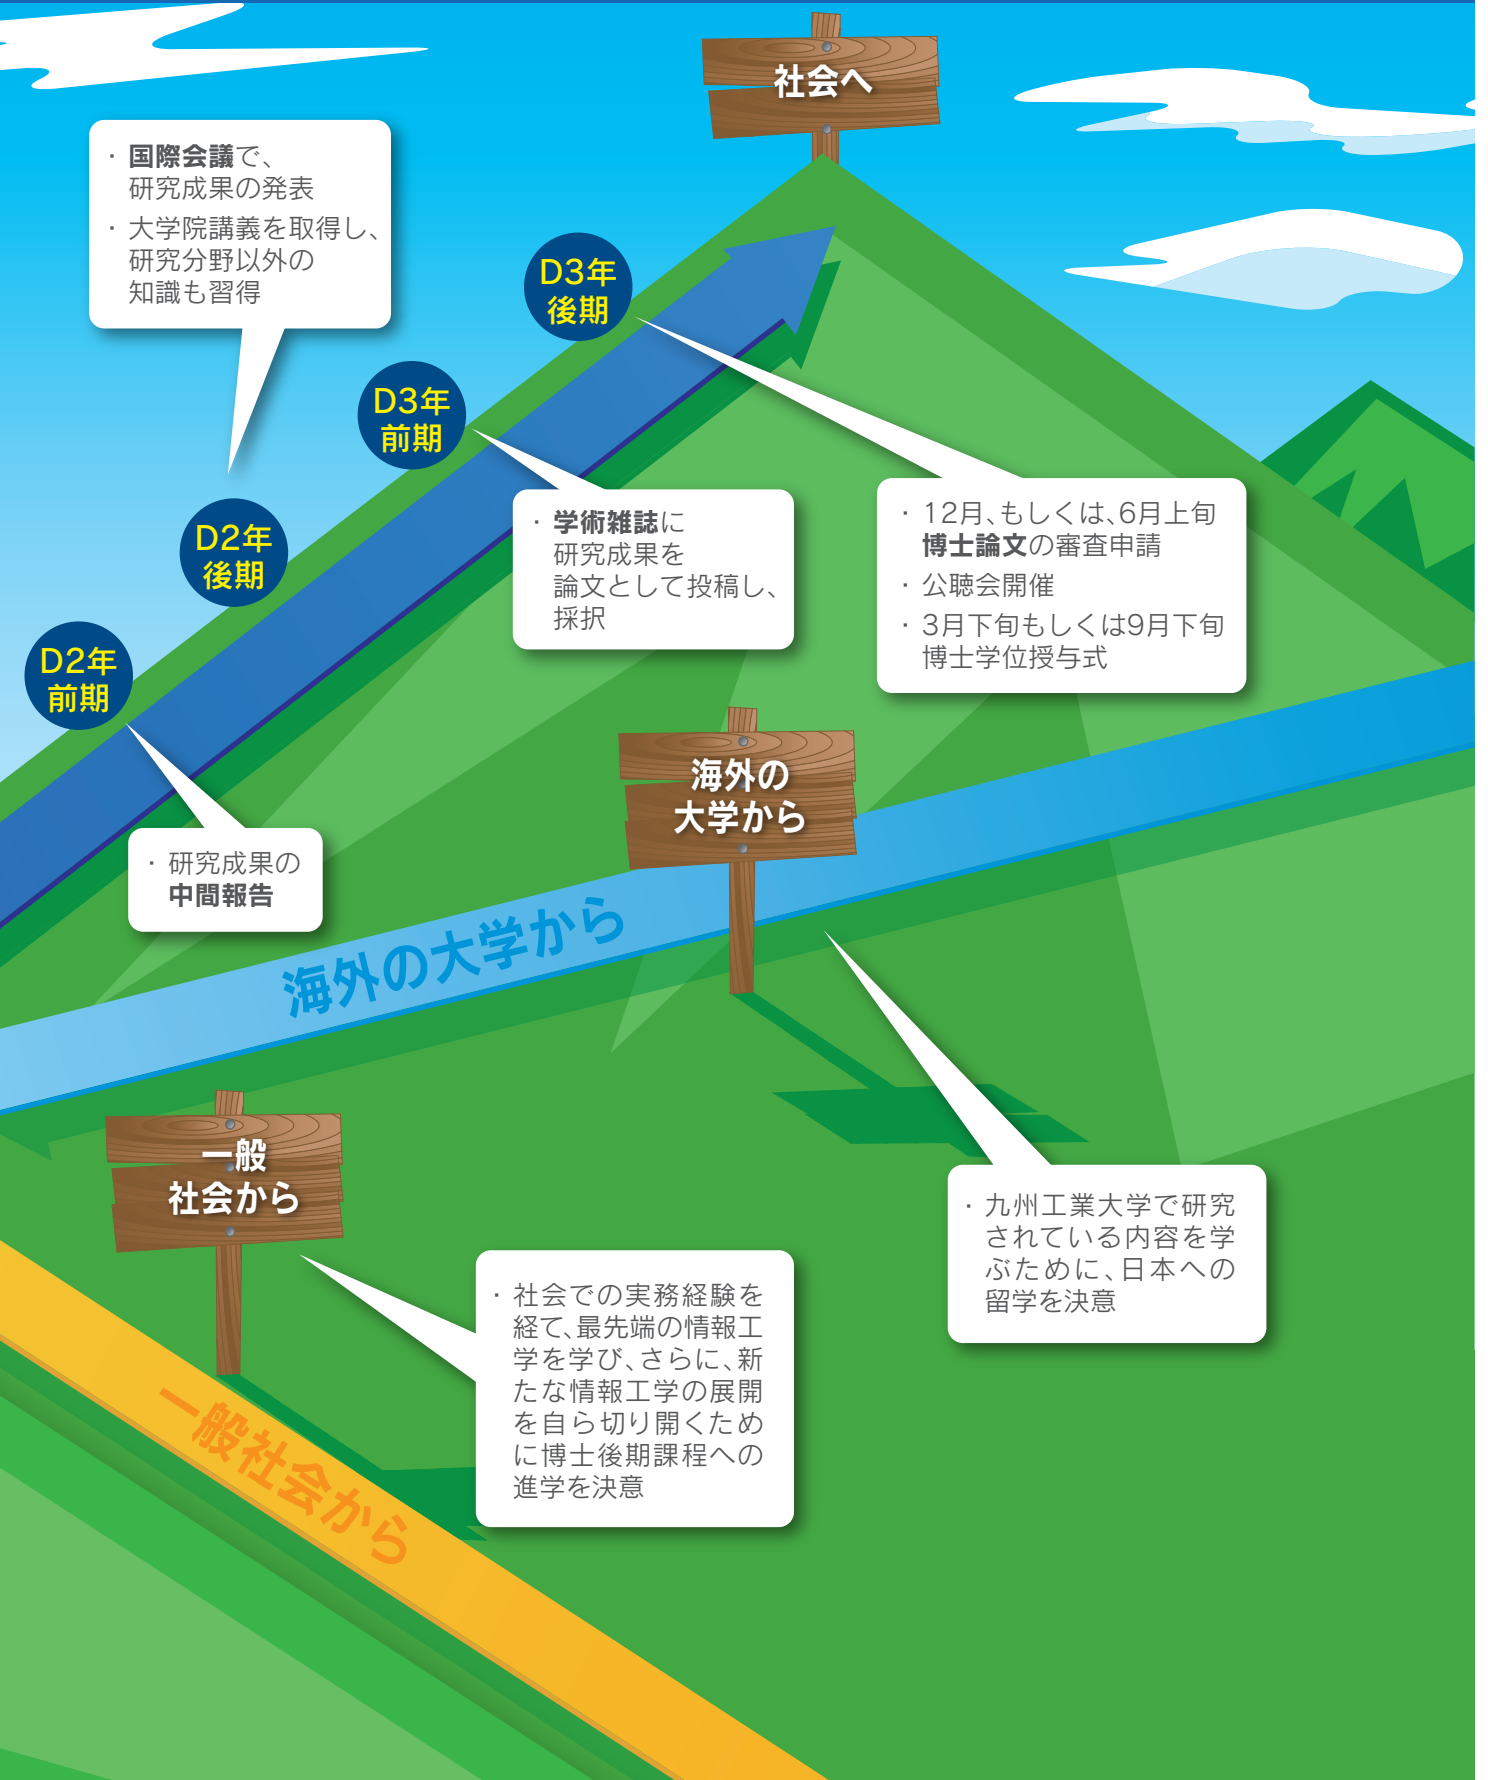 社会へ
・国際会議で、
研究成果の発表
・大学院講義を取得し、
研究分野以外の
知識も習得
D3年
後期
D3年
前期
D2年
後期
D2年
前期
・学術雑誌に
研究成果を
論文として投稿し、
採択
・12月、もしくは、6月上旬
博士論文の審査申請
・公聴会開催
・3月下旬もしくは9月下旬
博士学位授与式
・研究成果の
中間報告
海外の
大学から
海外の大学から
一般
社会から
・九州工業大学で研究
されている内容を学
ぶために、日本への
留学を決意
・社会での実務経験を
経て、最先端の情報工
学を学び、さらに、新
たな情報工学の展開
を自ら切り開くため
に博士後期課程への
進学を決意
一般社会から